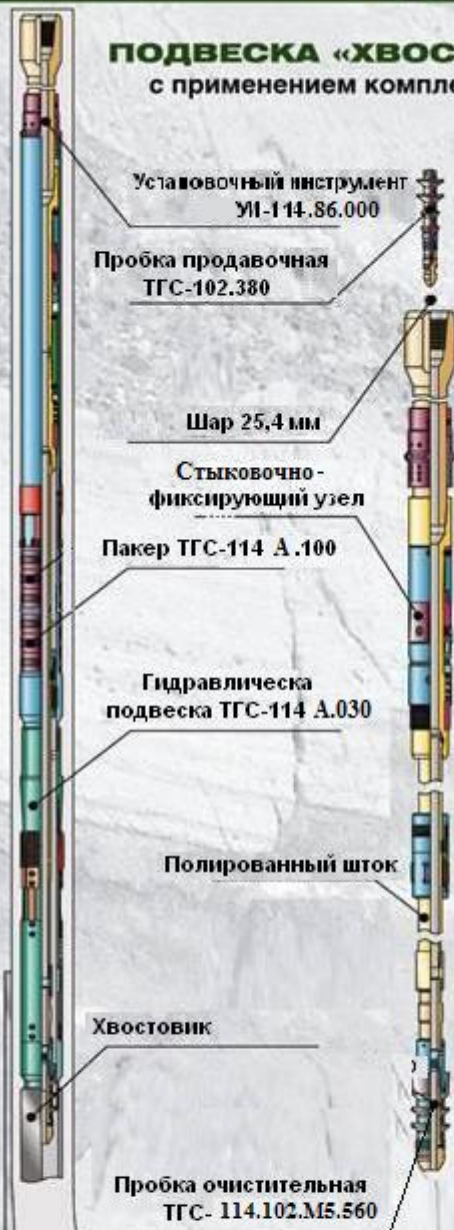 ПОДВЕСКА «ХВОС
с применением компле
Установочный инструмент
УИ-114.86.000
Пробка продавочная
ТГС-102.380
Шар 25,4 мм
Стыковочно-
фиксирующий узел
Пакер ТГС-114 А.100
Гидравлическа
подвеска ТГС-114 А.030
Полированный шток
Хвостовик
Пробка очистительная
ТГС- 114.102.М5.560